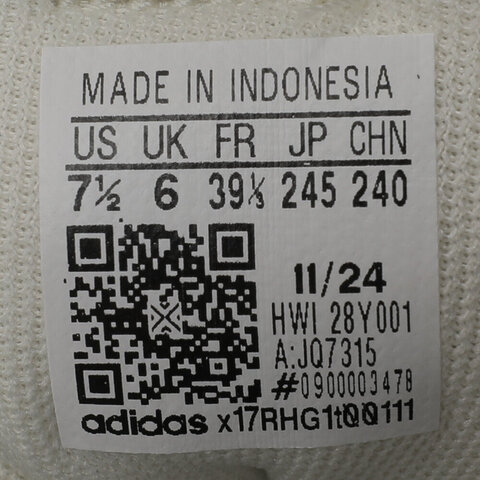 MADE IN INDONESIA
US UK FR JP CHN
7½ 6 39⅓ 245 240
11/24
HWI 28Y001
A:JQ7315
#0900003478
adidas x17RHG1tQQ111